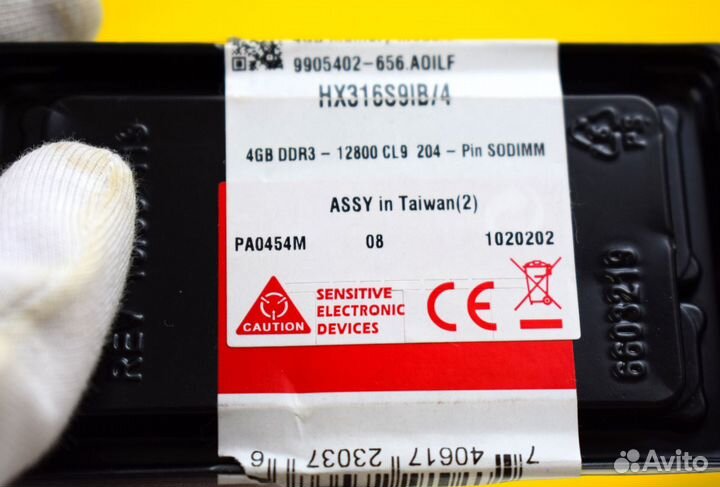 9905402-656.A01LF
HX316S9IB/4
4GB DDR3 - 12800 CL9 204 - Pin SODIMM
ASSY in Taiwan(2)
PA0454M 08 1020202
CAUTION
SENSITIVE
ELECTRONIC
DEVICES
CE
6603219
PS
7 40617 23037 6
Avito